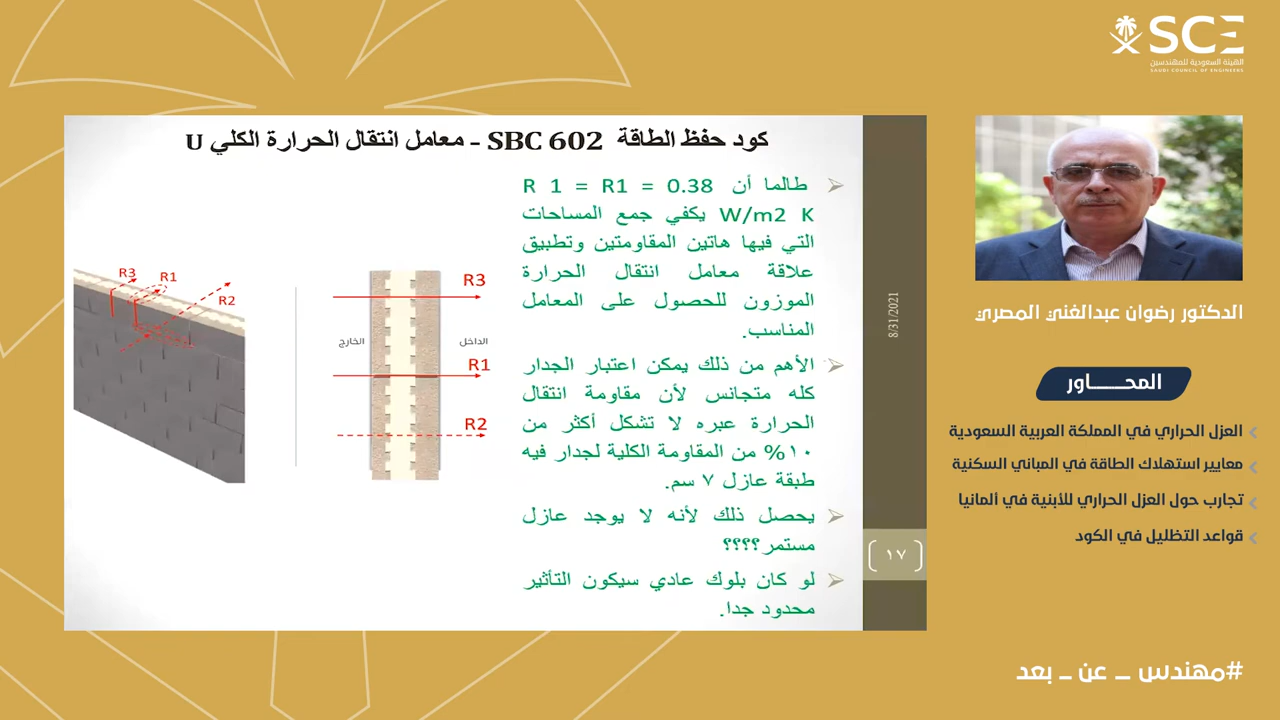 SCE
الهيئة السعودية للمهندسين
SAUDI COUNCIL OF ENGINEERS
كود حفظ الطاقة SBC 602 - معامل انتقال الحرارة الكلي U
طالما أن R 1 = R1 = 0.38
W/m2 K يكفي جمع المساحات
التي فيها هاتين المقاومتين وتطبيق
علاقة معامل انتقال الحرارة
الموزون للحصول على المعامل
المناسب.
الأهم من ذلك يمكن اعتبار الجدار
كله متجانس لأن مقاومة انتقال
الحرارة عبره لا تشكل أكثر من
١٠% من المقاومة الكلية لجدار فيه
طبقة عازل ٧ سم.
يحصل ذلك لأنه لا يوجد عازل
مستمر؟؟؟؟
لو كان بلوك عادي سيكون التأثير
محدود جدا.
R3
R1
R2
R3
الخارج
الداخل
R1
R2
8/31/2021
١٧
الدكتور رضوان عبدالغني المصري
المحـــــاور
العزل الحراري في المملكة العربية السعودية
معايير استهلاك الطاقة في المباني السكنية
تجارب حول العزل الحراري للأبنية في ألمانيا
قواعد التظليل في الكود
#مهندس _ عن _ بعد